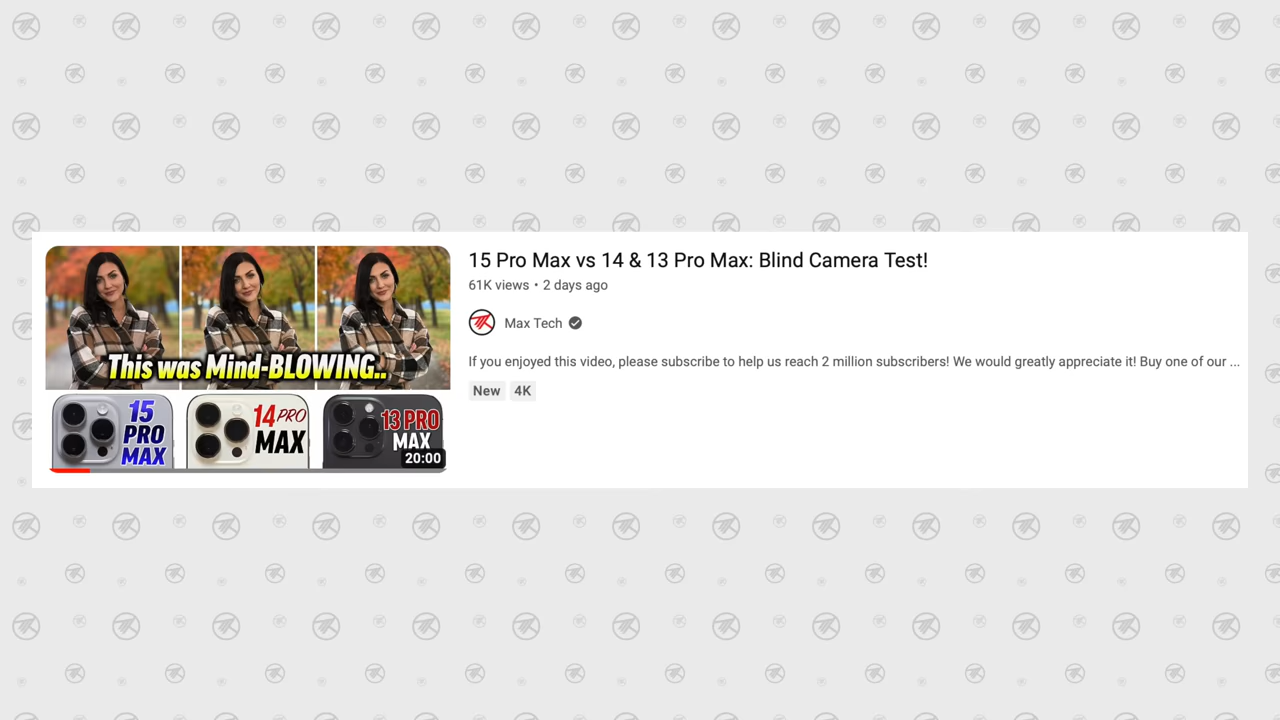 15 Pro Max vs 14 & 13 Pro Max: Blind Camera Test!
61K views • 2 days ago
Max Tech
If you enjoyed this video, please subscribe to help us reach 2 million subscribers! We would greatly appreciate it! Buy one of our ...
New 4K
This was Mind-BLOWING..
15
PRO
MAX
14 PRO
MAX
13 PRO
MAX
20:00